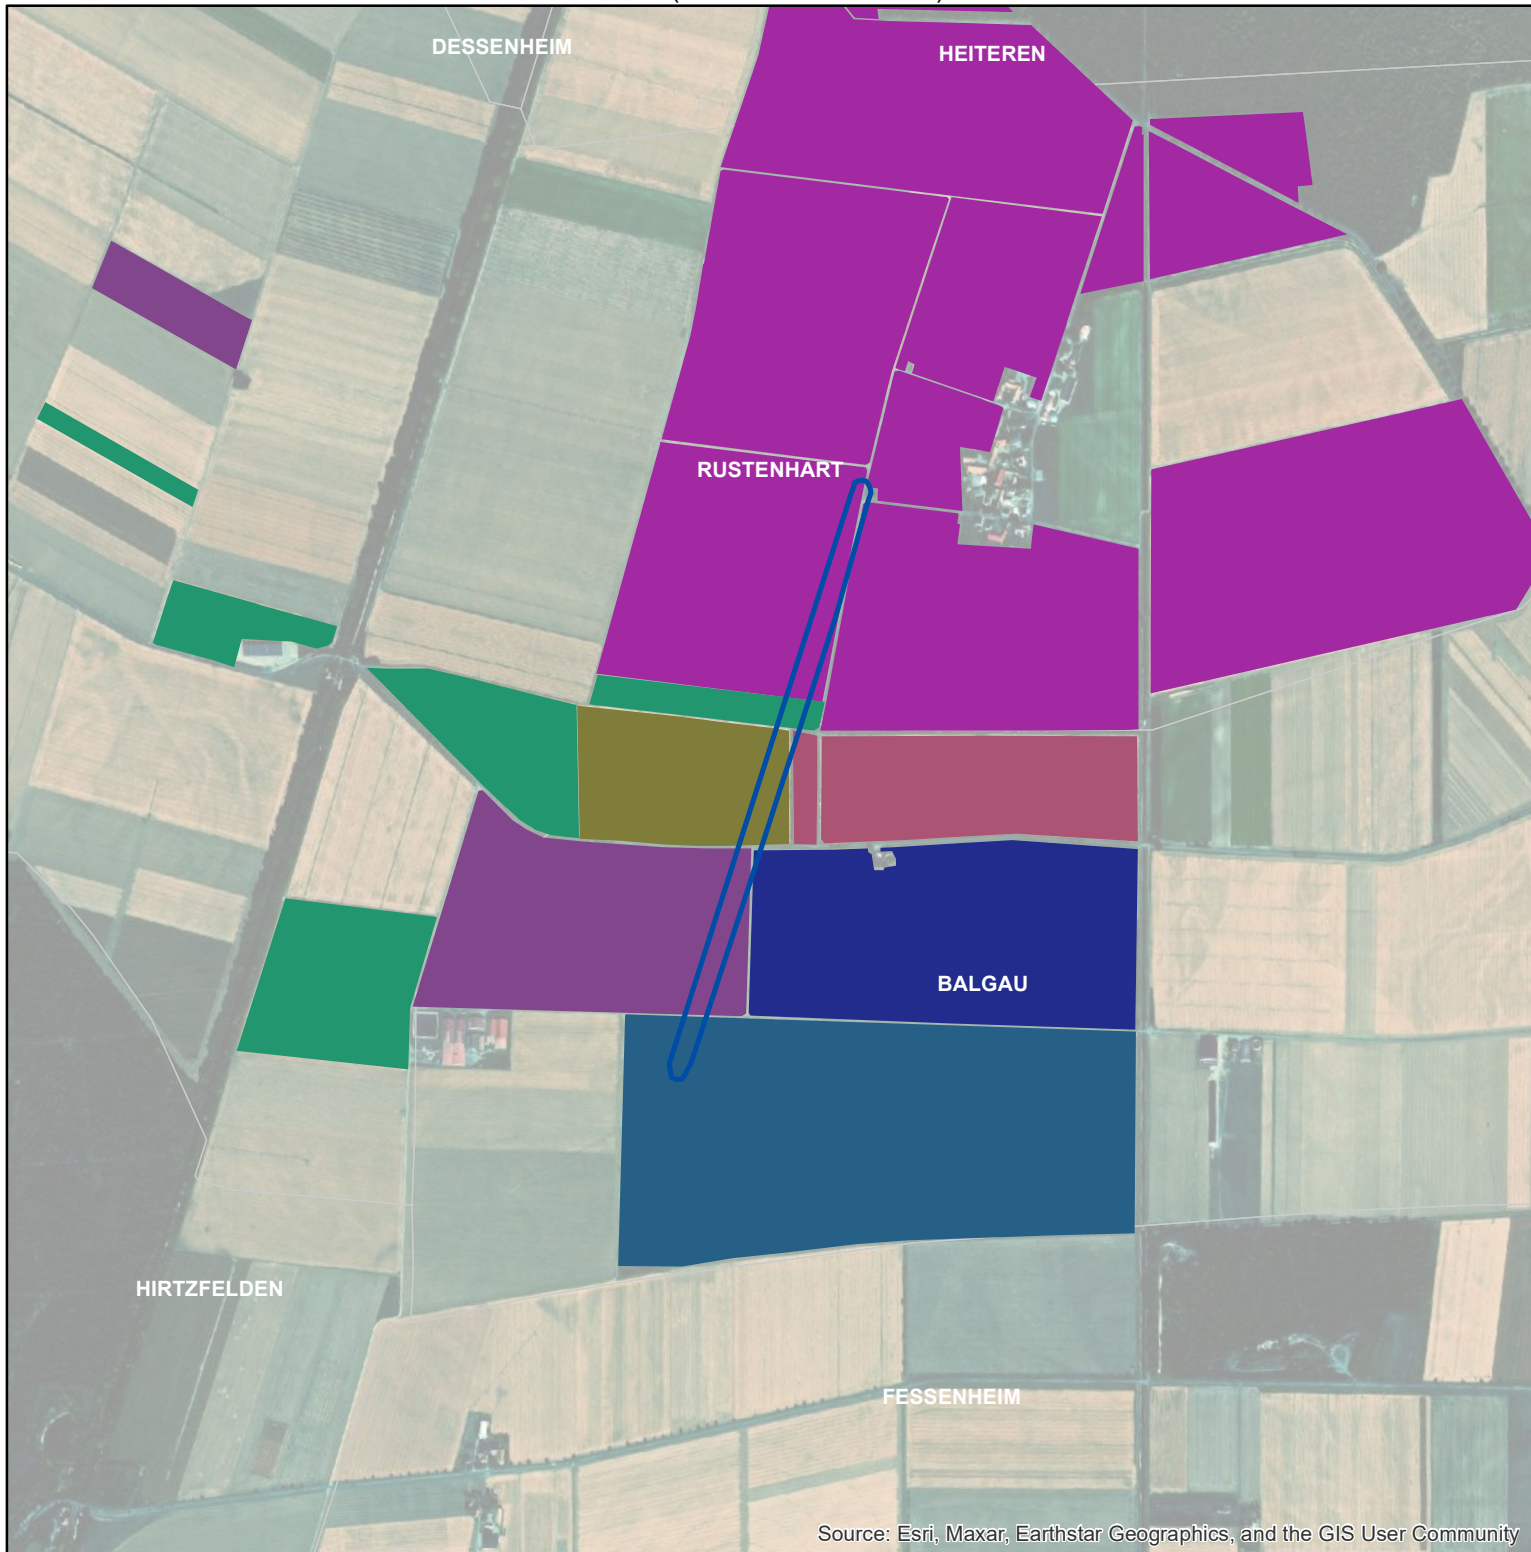 DESSENHEIM
HEITEREN
RUSTENHART
BALGAU
HIRTZFELDEN
FESSENHEIM
Source: Esri, Maxar, Earthstar Geographics, and the GIS User Community